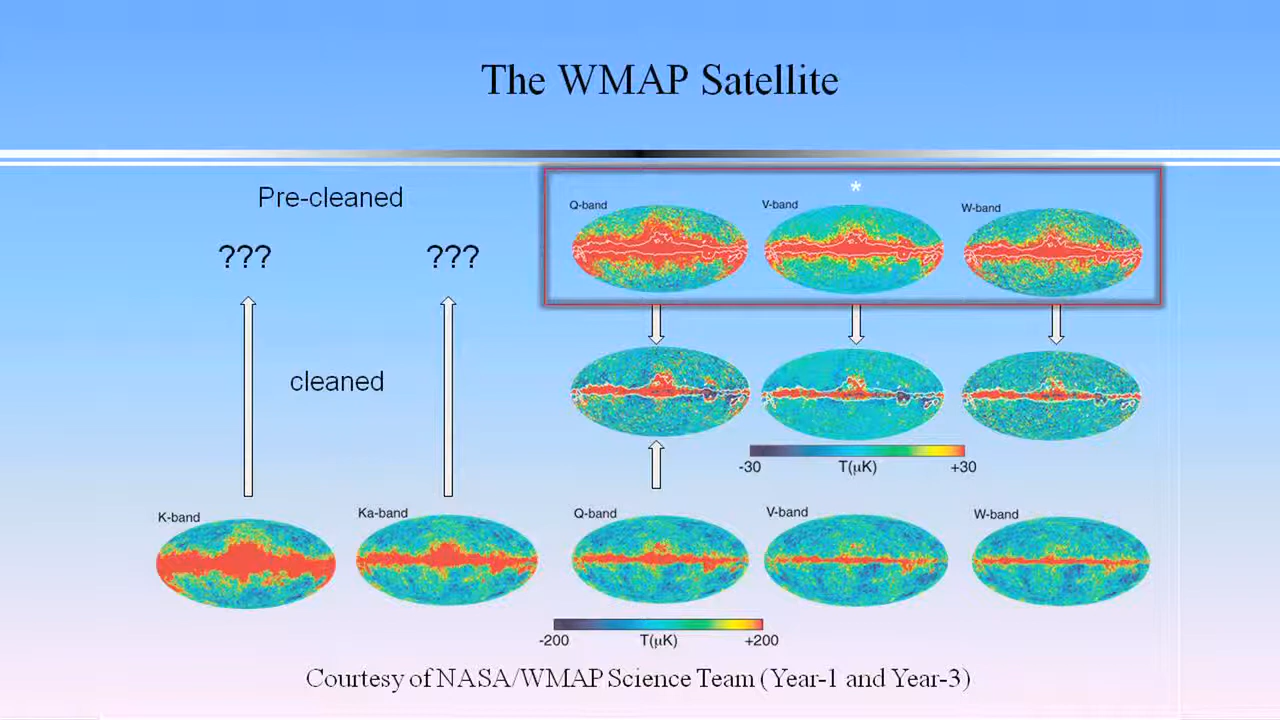 The WMAP Satellite
Pre-cleaned
*
Q-band
V-band
W-band
???
???
cleaned
-30
T(μK)
+30
K-band
Ka-band
Q-band
V-band
W-band
-200
T(μK)
+200
Courtesy of NASA/WMAP Science Team (Year-1 and Year-3)